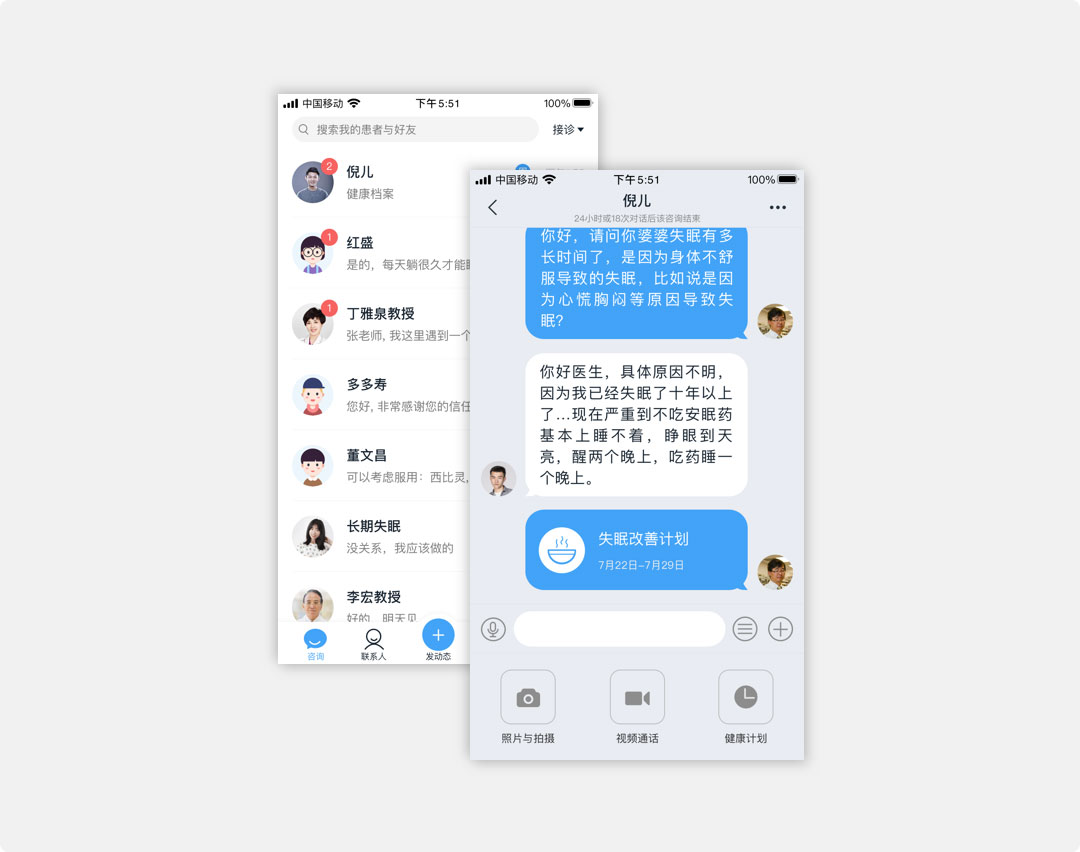 中国移动
下午5:51
100%
搜索我的患者与好友
接诊
2
倪儿
健康档案
1
红盛
是的，每天躺很久才能
1
丁雅泉教授
张老师, 我这里遇到一个
多多寿
您好, 非常感谢您的信任
董文昌
可以考虑服用：西比灵,
长期失眠
没关系，我应该做的
李宏教授
好的，明天见
咨询
联系人
发动态
中国移动
下午5:51
100%
倪儿
24小时或18次对话后该咨询结束
你好，请问你婆婆失眠有多
长时间了，是因为身体不舒
服导致的失眠，比如说是因
为心慌胸闷等原因导致失
眠?
你好医生，具体原因不明，
因为我已经失眠了十年以上
了...现在严重到不吃安眠药
基本上睡不着，睁眼到天
亮，醒两个晚上，吃药睡一
个晚上。
失眠改善计划
7月22日-7月29日
照片与拍摄
视频通话
健康计划